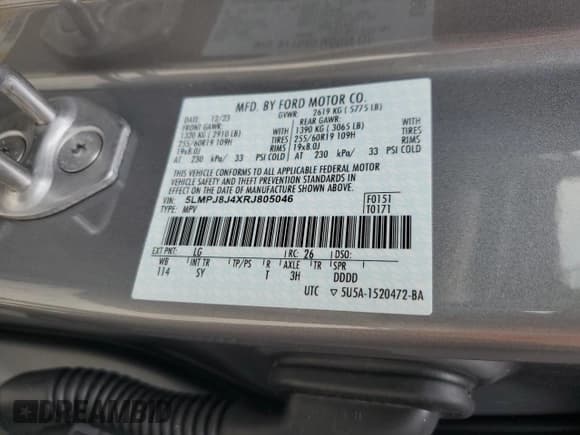 MFD. BY FORD MOTOR CO.
DATE: 12/23 GVWR: 2619 KG (5775 LB)
FRONT GAWR: REAR GAWR:
1320 KG (2910 LB) 1390 KG (3065 LB)
255/60R19 109H TIRES 255/60R19 109H TIRES
19x8.0J RIMS 19x8.0J RIMS
AT 230 kPa/ 33 PSI COLD AT 230 kPa/ 33 PSI COLD
THIS VEHICLE CONFORMS TO ALL APPLICABLE FEDERAL MOTOR
VEHICLE SAFETY AND THEFT PREVENTION STANDARDS IN
EFFECT ON THE DATE OF MANUFACTURE SHOWN ABOVE.
VIN: 5LMPJ8J4XRJ805046 F0151
TYPE: MPV T0171
EXT PNT: LG RC: 26 DSO:
WB INT TR TP/PS R AXLE TR SPR
114 SY T 3H DDDD
UTC 5U5A-1520472-BA
DREAMBID